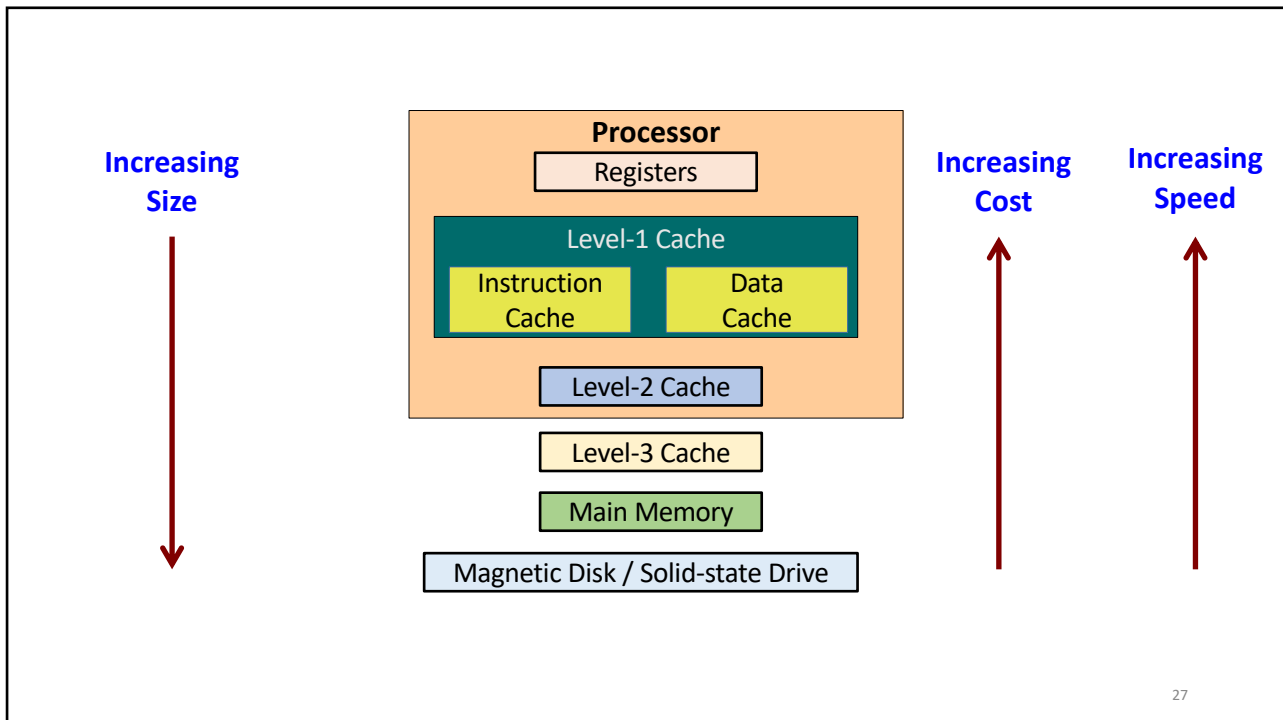 Processor
Increasing
Size
Registers
Increasing
Cost
Increasing
Speed
Level-1 Cache
Instruction
Cache
Data
Cache
Level-2 Cache
Level-3 Cache
Main Memory
Magnetic Disk / Solid-state Drive
27